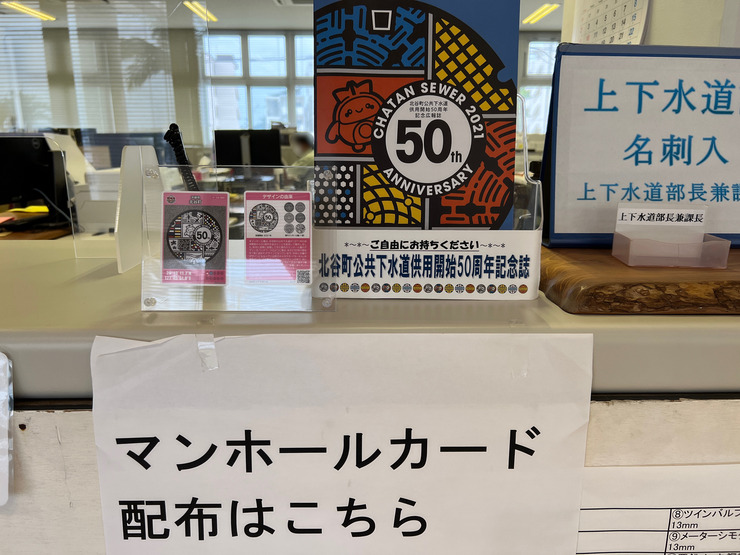 北谷町公共下水道
供用開始50周年
記念広報誌
CHATAN SEWER 2021
50th
ANNIVERSARY
*~*~ご自由にお持ちください~*~*
北谷町公共下水道供用開始50周年記念誌
デザインの由来
50
上下水道
名刺入
上下水道部長兼課
上下水道部長兼課長
マンホールカード
配布はこちら
⑧ツインバルブ
13mm
⑨メーターシモ
13mm